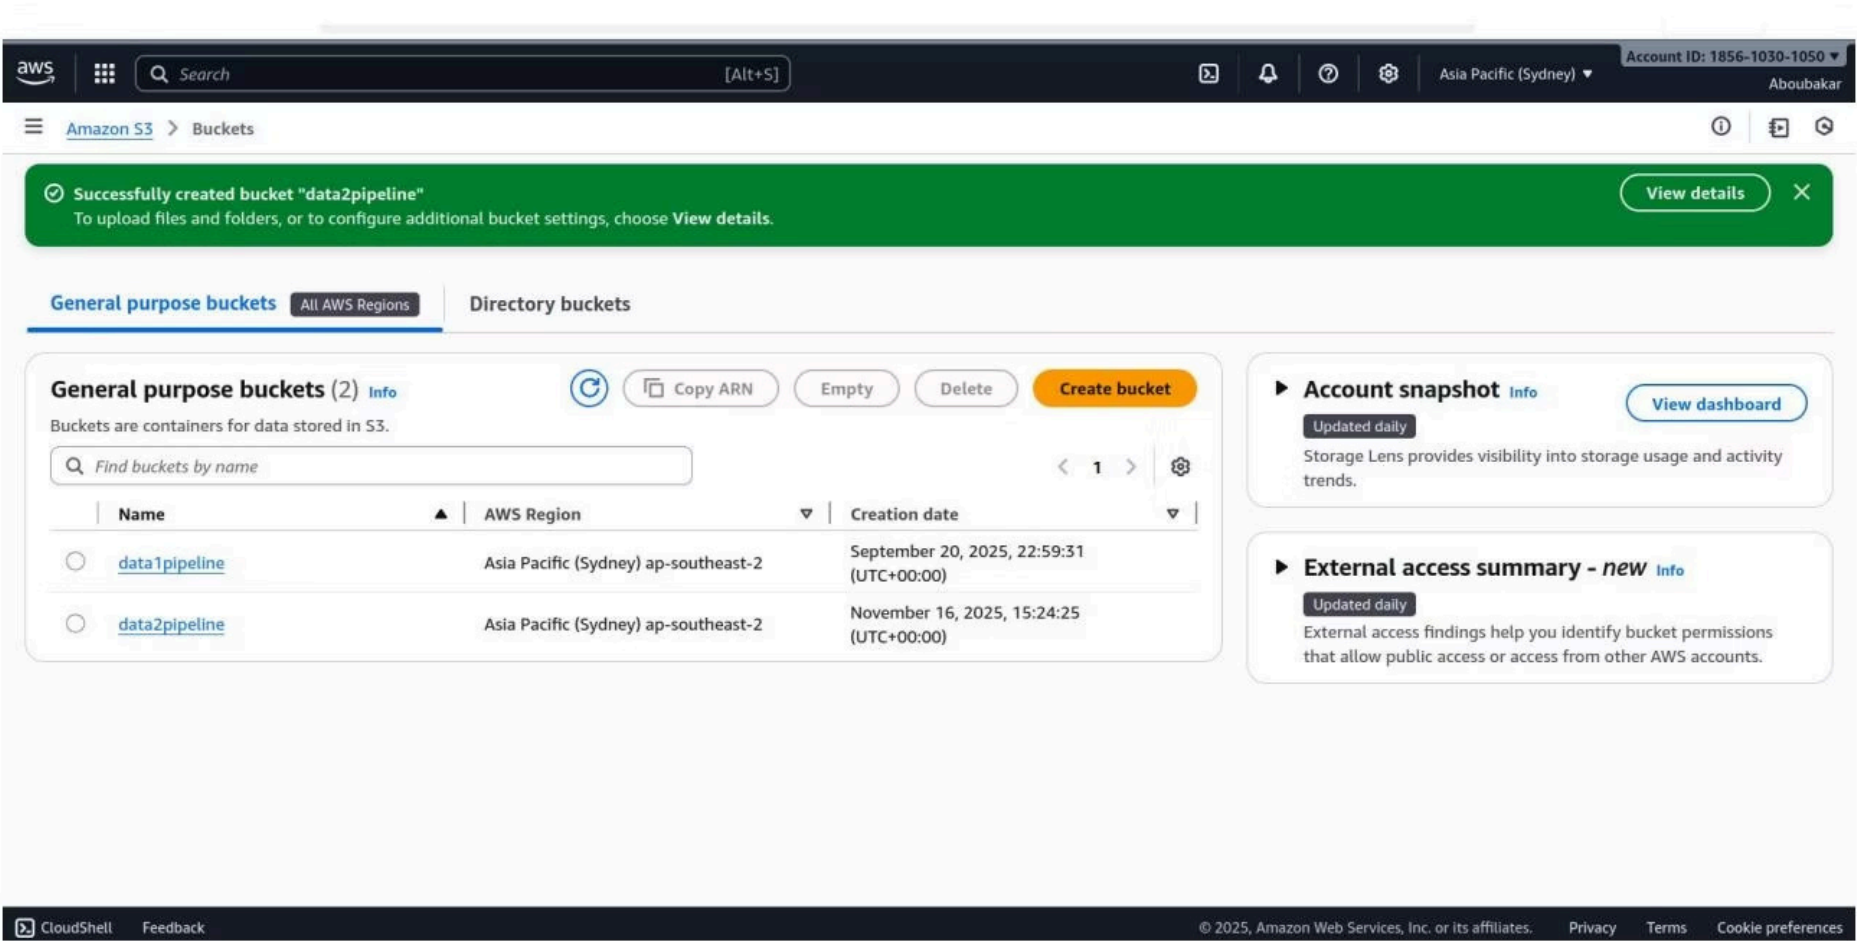 aws
Search
[Alt+S]
Asia Pacific (Sydney)
Account ID: 1856-1030-1050
Aboubakar
Amazon S3 > Buckets
Successfully created bucket "data2pipeline"
To upload files and folders, or to configure additional bucket settings, choose View details.
View details
General purpose buckets All AWS Regions
Directory buckets
General purpose buckets (2) Info
Copy ARN
Empty
Delete
Create bucket
Buckets are containers for data stored in S3.
Find buckets by name
1
Name AWS Region Creation date
data1pipeline Asia Pacific (Sydney) ap-southeast-2 September 20, 2025, 22:59:31
(UTC+00:00)
data2pipeline Asia Pacific (Sydney) ap-southeast-2 November 16, 2025, 15:24:25
(UTC+00:00)
Account snapshot Info
View dashboard
Updated daily
Storage Lens provides visibility into storage usage and activity
trends.
External access summary - new Info
Updated daily
External access findings help you identify bucket permissions
that allow public access or access from other AWS accounts.
CloudShell Feedback
© 2025, Amazon Web Services, Inc. or its affiliates. Privacy Terms Cookie preferences